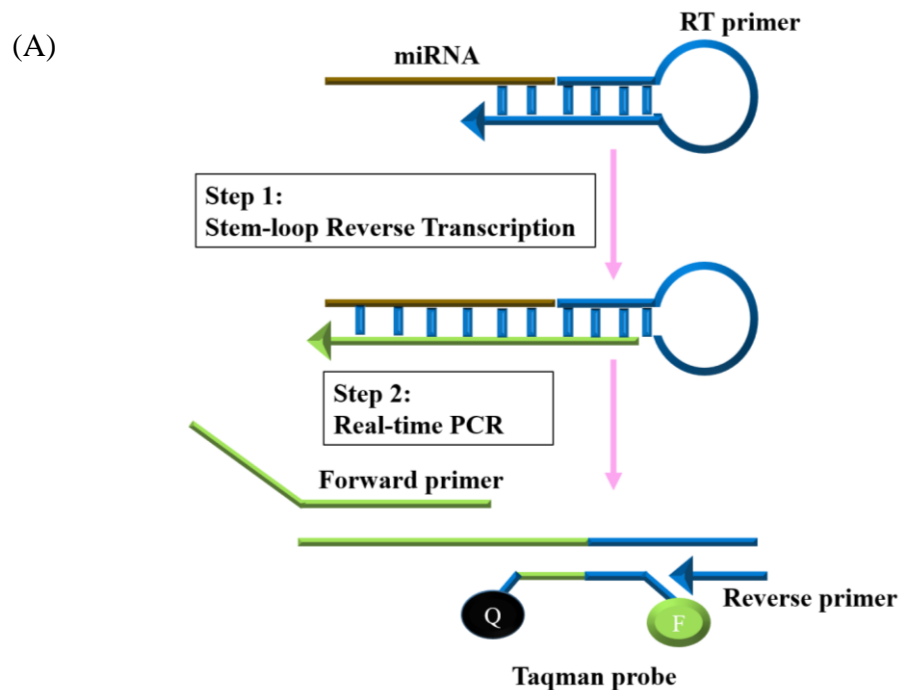 (A)
RT primer
miRNA
Step 1:
Stem-loop Reverse Transcription
Step 2:
Real-time PCR
Forward primer
Reverse primer
Q
F
Taqman probe